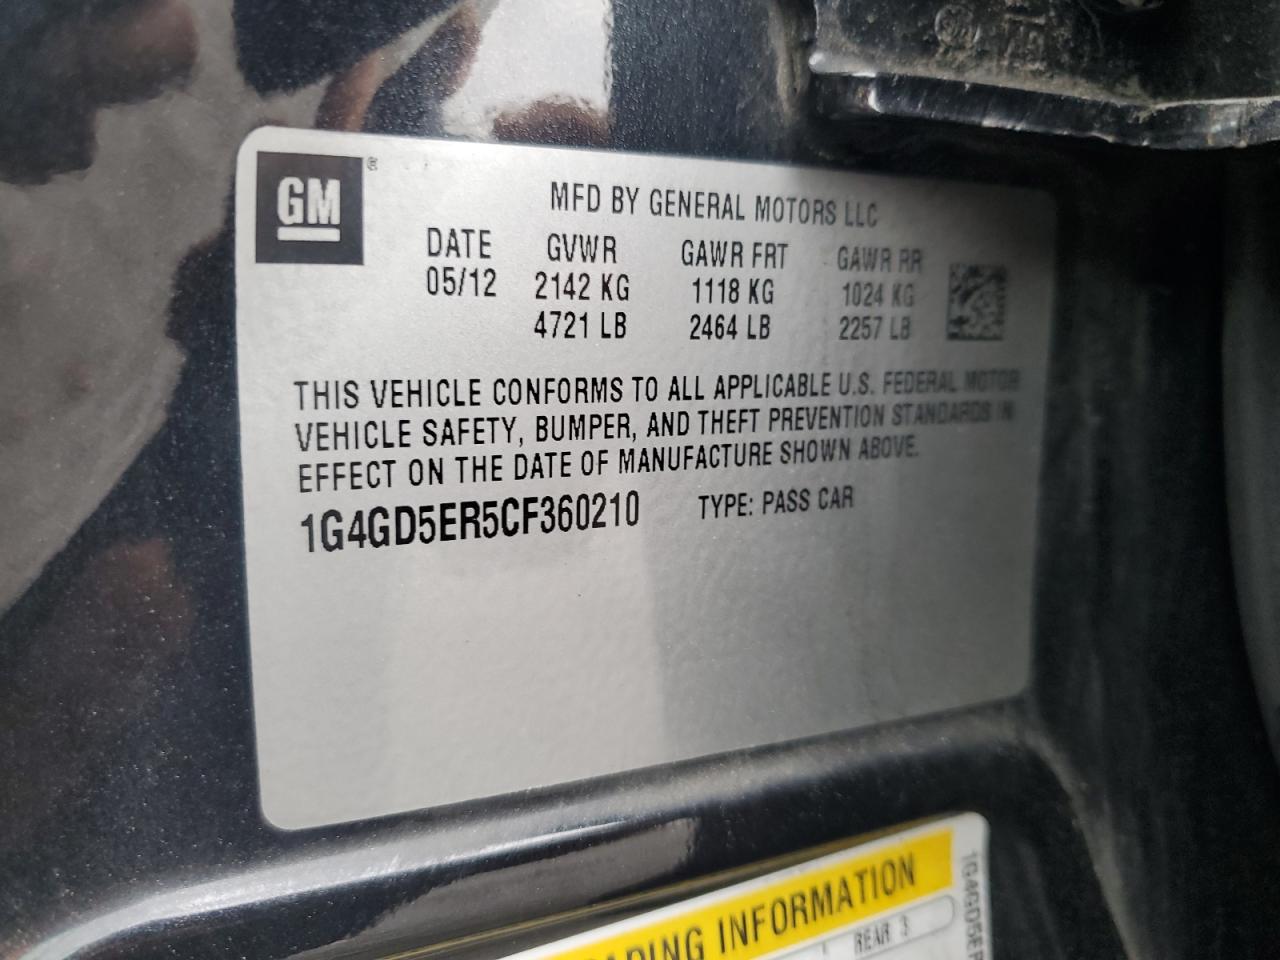 GM
MFD BY GENERAL MOTORS LLC
DATE GVWR GAWR FRT GAWR RR
05/12 2142 KG 1118 KG 1024 KG
4721 LB 2464 LB 2257 LB
THIS VEHICLE CONFORMS TO ALL APPLICABLE U.S. FEDERAL MOTOR
VEHICLE SAFETY, BUMPER, AND THEFT PREVENTION STANDARDS IN
EFFECT ON THE DATE OF MANUFACTURE SHOWN ABOVE.
1G4GD5ER5CF360210 TYPE: PASS CAR
INFORMATION
REAR 3